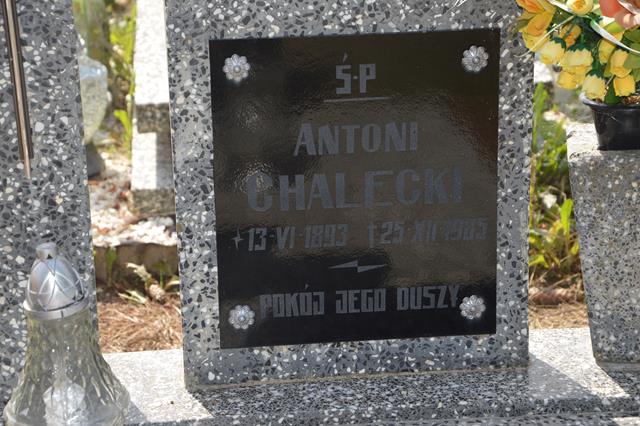 Ś-P
ANTONI
CHALECKI
13-VI-1893 †25-XII-1985
POKÓJ JEGO DUSZY